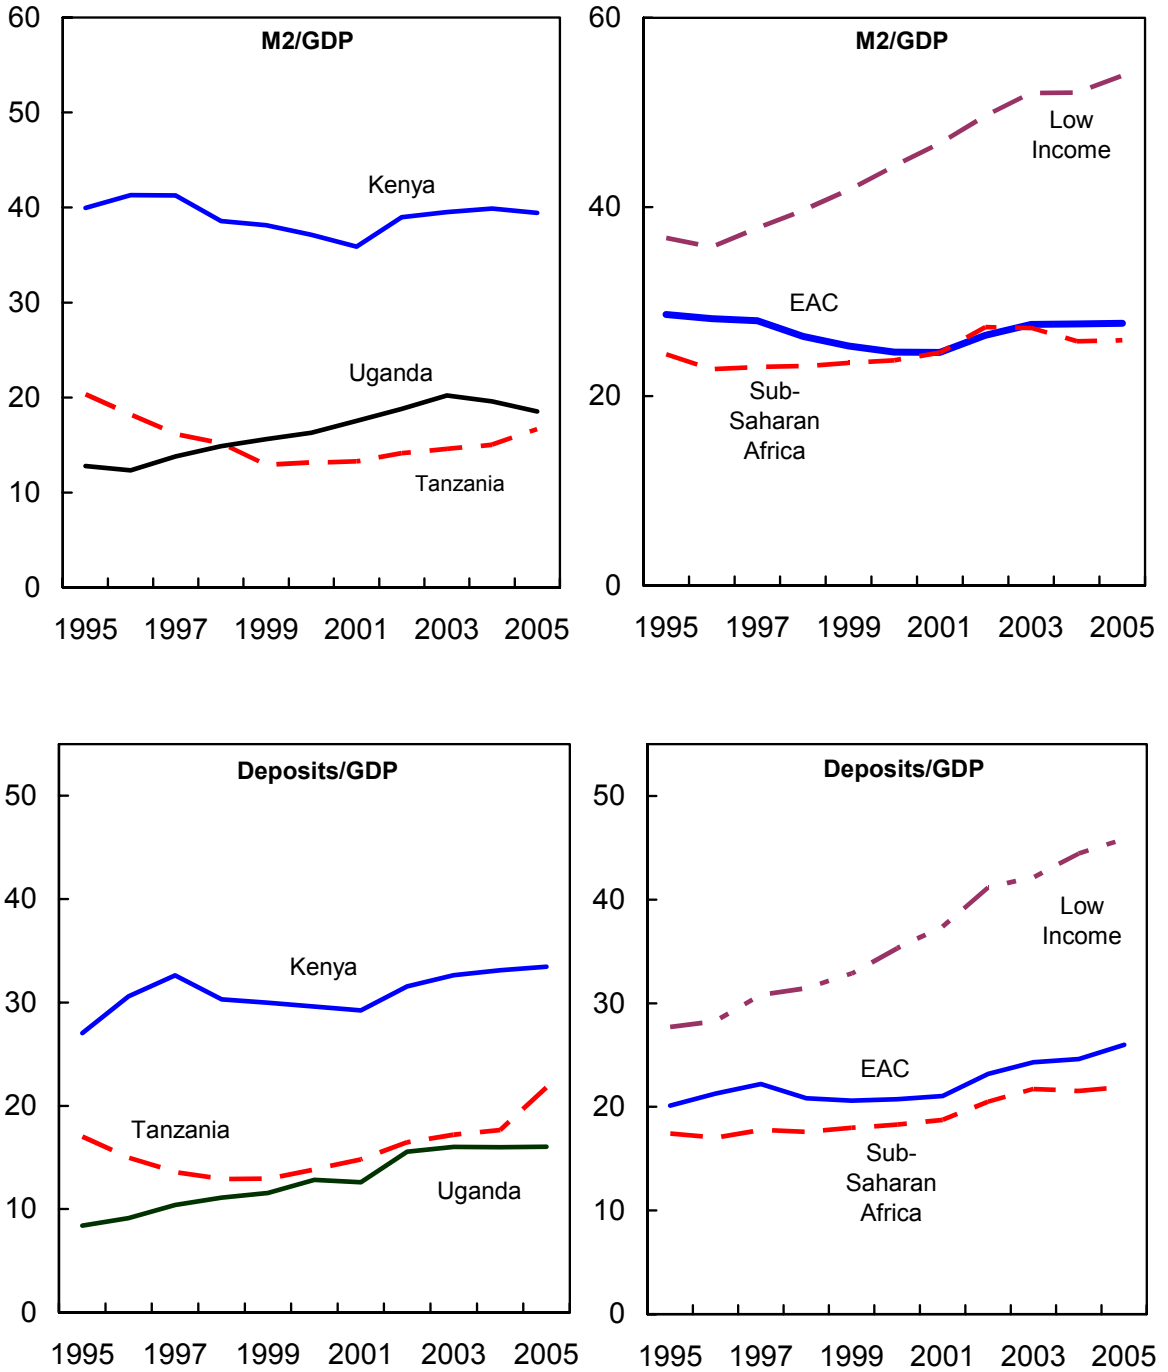 M2/GDP
60
50
40
30
20
10
0
Kenya
Uganda
Tanzania
1995 1997 1999 2001 2003 2005
M2/GDP
60
40
20
0
Low
Income
EAC
Sub-
Saharan
Africa
1995 1997 1999 2001 2003 2005
Deposits/GDP
50
40
30
20
10
0
Kenya
Tanzania
Uganda
1995 1997 1999 2001 2003 2005
Deposits/GDP
50
40
30
20
10
0
Low
Income
EAC
Sub-
Saharan
Africa
1995 1997 1999 2001 2003 2005